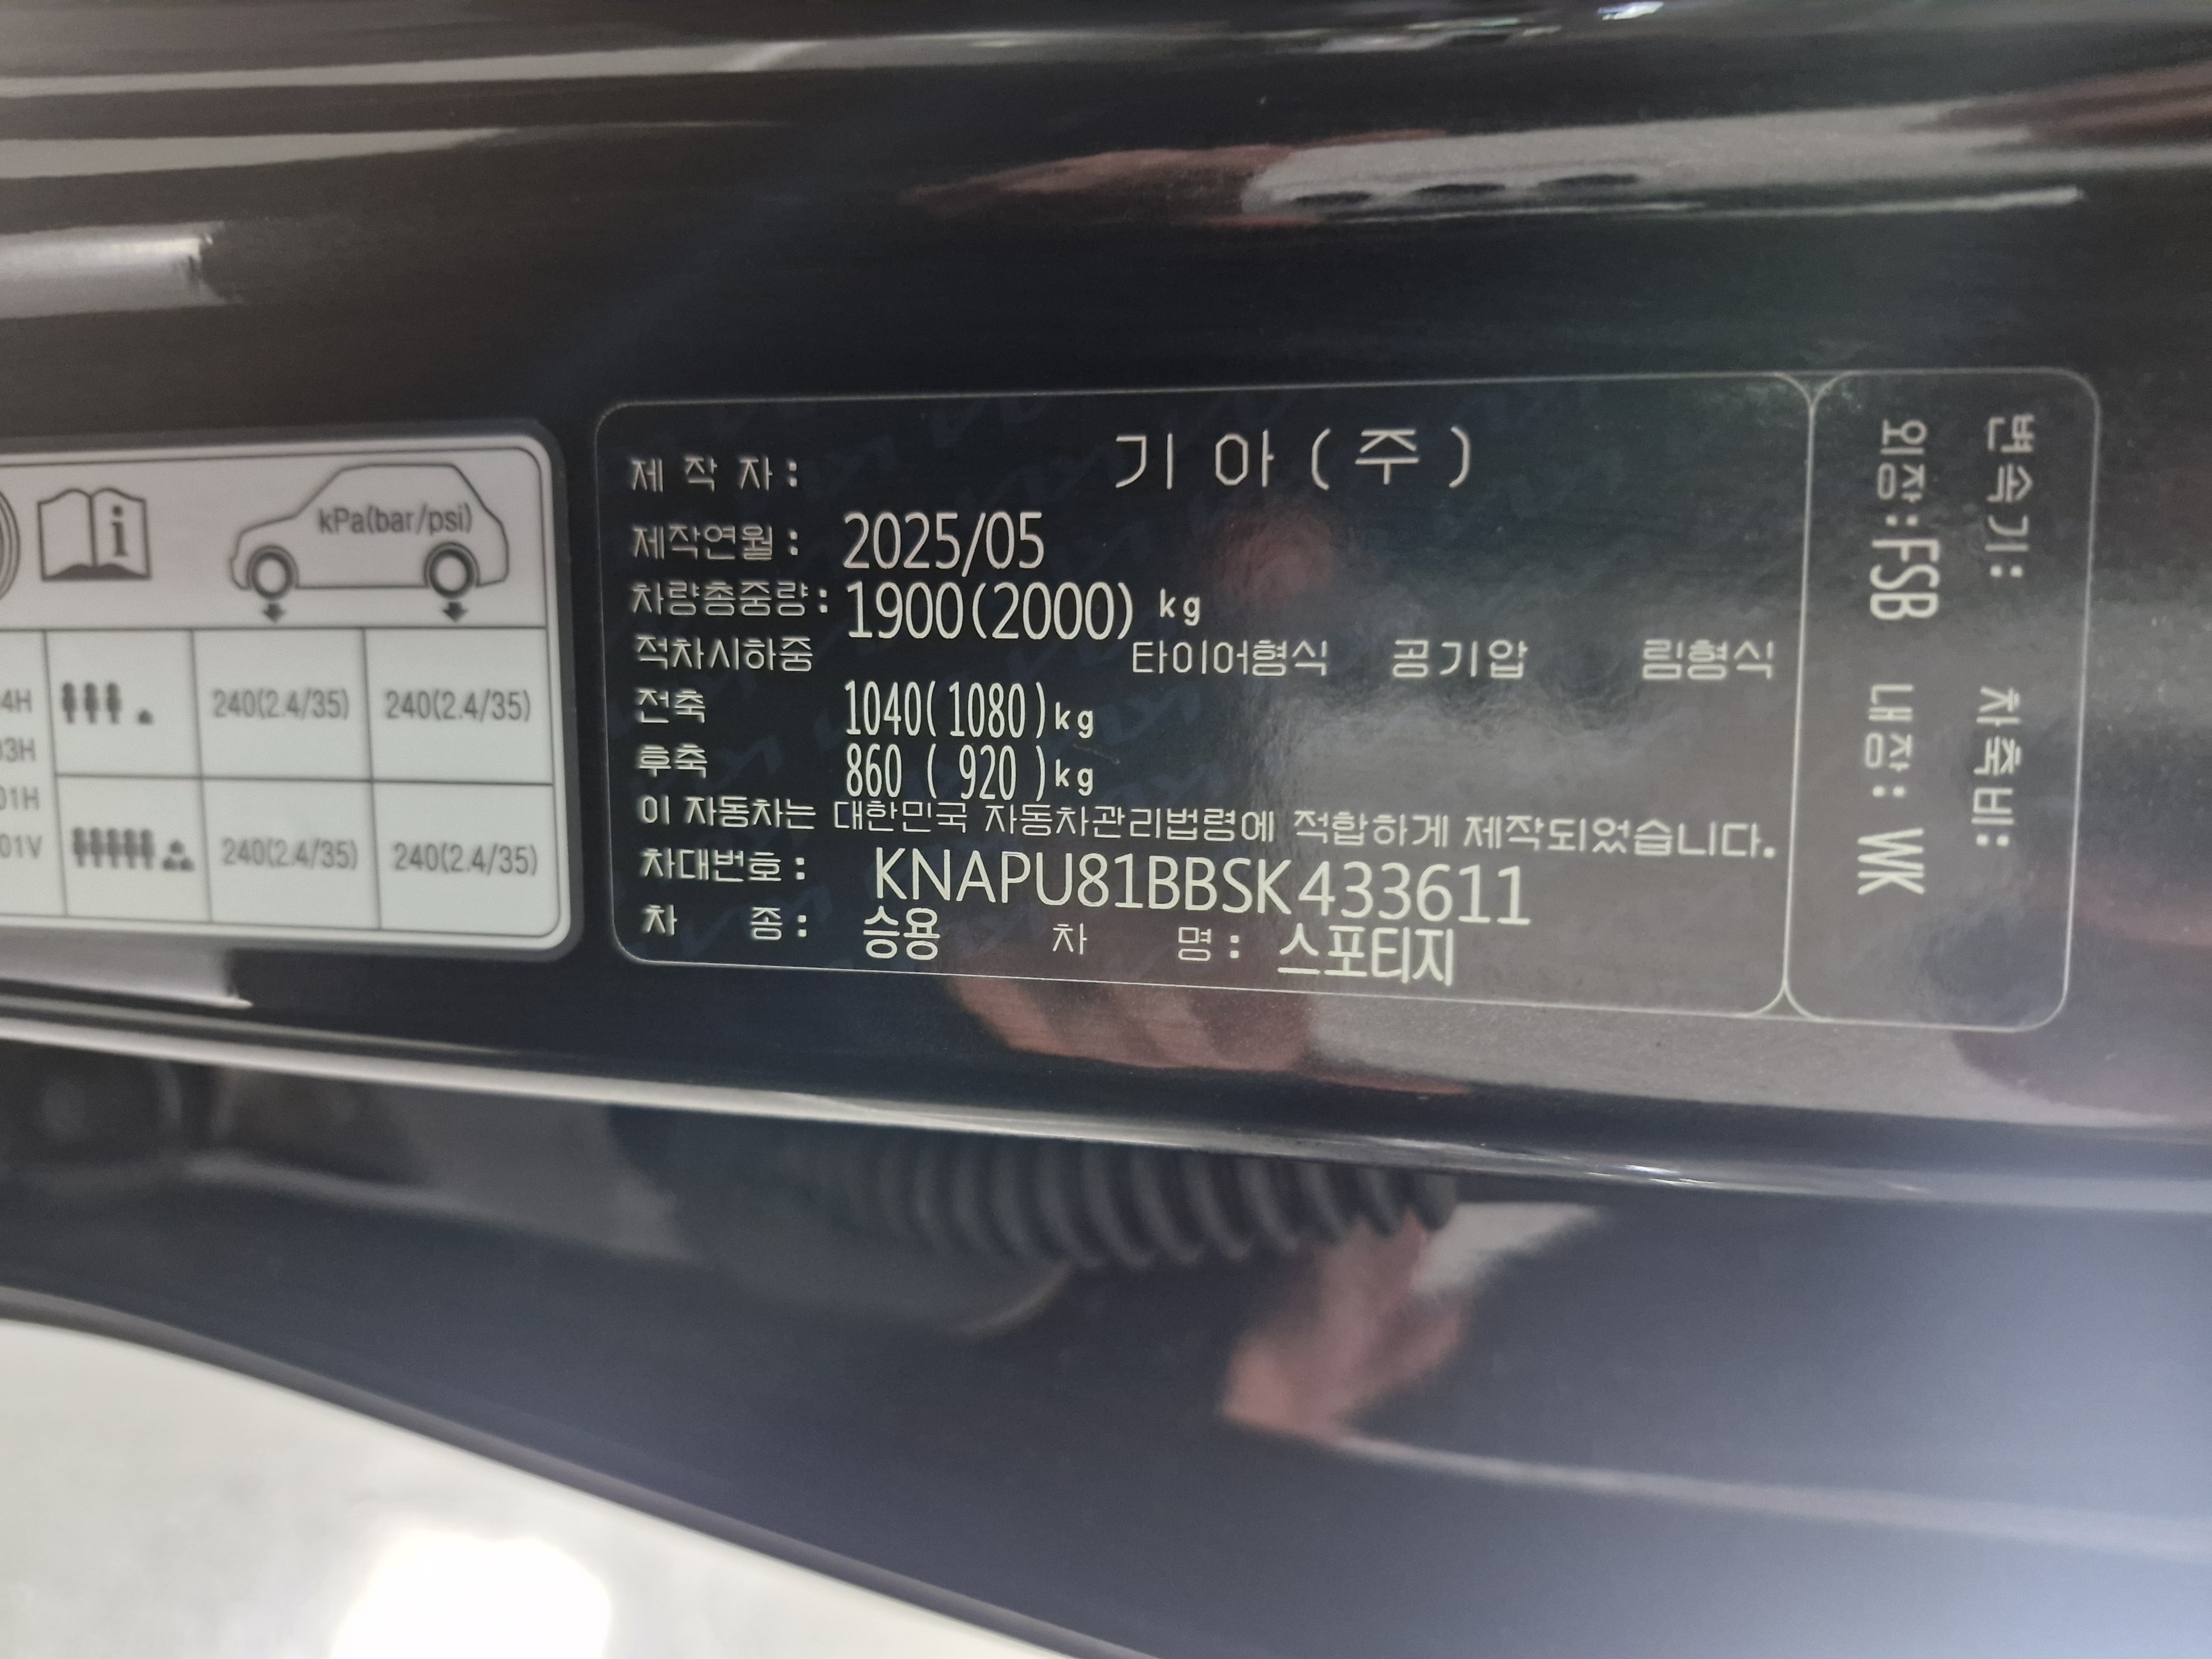 kPa(bar/psi)
4H
240(2.4/35) 240(2.4/35)
03H
01H
01V
240(2.4/35) 240(2.4/35)
제 작 자 : 기 아 ( 주 )
제작연월 : 2025/05
차량총중량 : 1900(2000) kg
적차시하중 타이어형식 공기압 림형식
전축 1040(1080)kg
후축 860 ( 920 )kg
이 자동차는 대한민국 자동차관리법령에 적합하게 제작되었습니다.
차대번호 : KNAPU81BBSK433611
차 종 : 승용 차 명 : 스포티지
변속기: 차축비:
외장:FSB 내장: WK